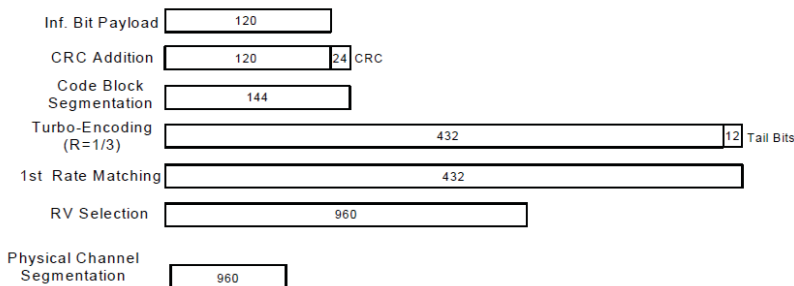 Inf. Bit Payload 120
CRC Addition 120 24 CRC
Code Block
Segmentation 144
Turbo-Encoding
(R=1/3) 432 12 Tail Bits
1st Rate Matching 432
RV Selection 960
Physical Channel
Segmentation 960